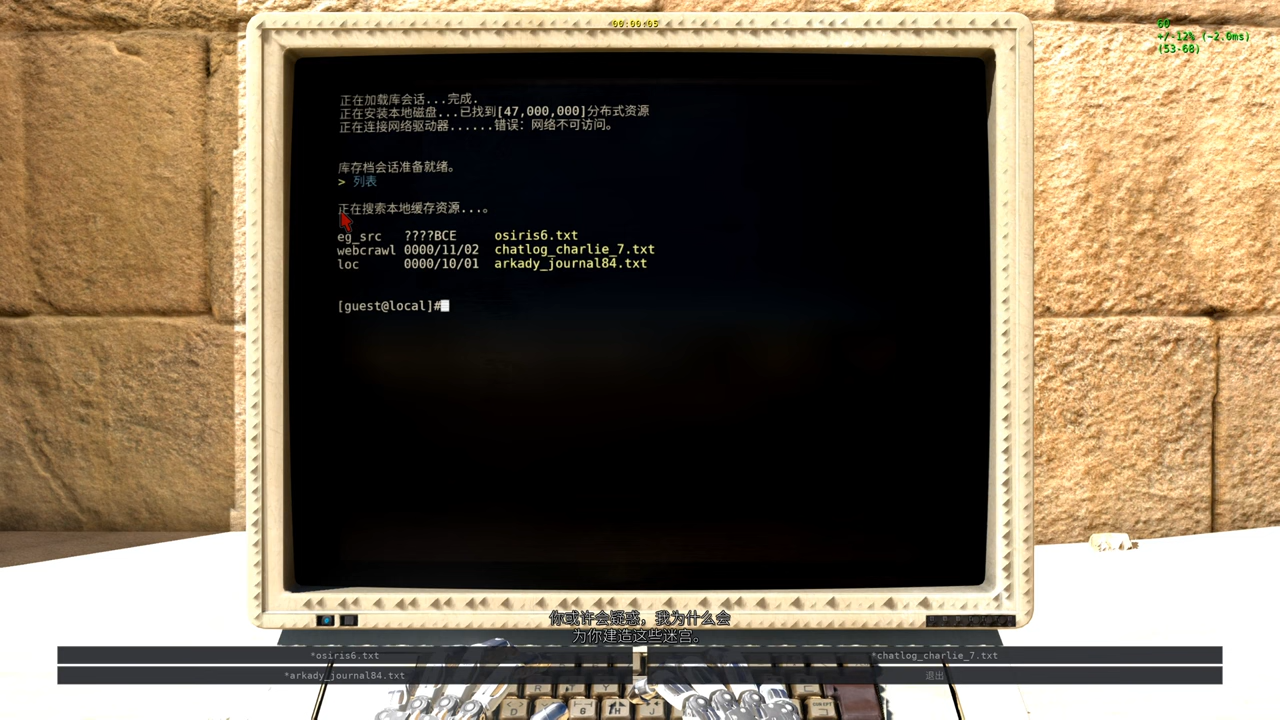 00:00:05
60
+/-12% (~2.0ms)
(53-68)
正在加载库会话...完成.
正在安装本地磁盘...已找到[47,000,000]分布式资源
正在连接网络驱动器......错误: 网络不可访问。
库存档会话准备就绪。
> 列表
正在搜索本地缓存资源...。
eg_src ????BCE osiris6.txt
webcrawl 0000/11/02 chatlog_charlie_7.txt
loc 0000/10/01 arkady_journal84.txt
[guest@local]#
你或许会疑惑，我为什么会
为你建造这些迷宫。
*osiris6.txt
*chatlog_charlie_7.txt
*arkady_journal84.txt
退出
R T Y
G H J